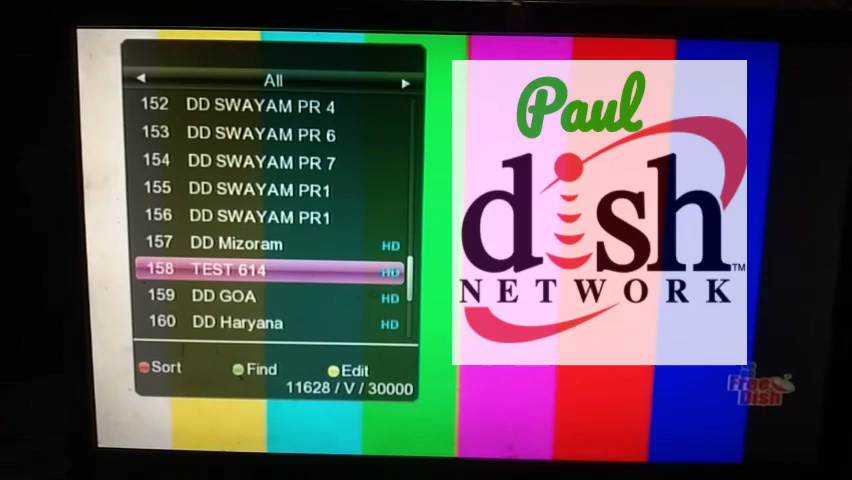 All
152 DD SWAYAM PR 4
153 DD SWAYAM PR 6
154 DD SWAYAM PR 7
155 DD SWAYAM PR1
156 DD SWAYAM PR1
157 DD Mizoram HD
158 TEST 614 HD
159 DD GOA HD
160 DD Haryana HD
Sort Find Edit
11628 / V / 30000
Paul
dish
NETWORK™
Free
Dish